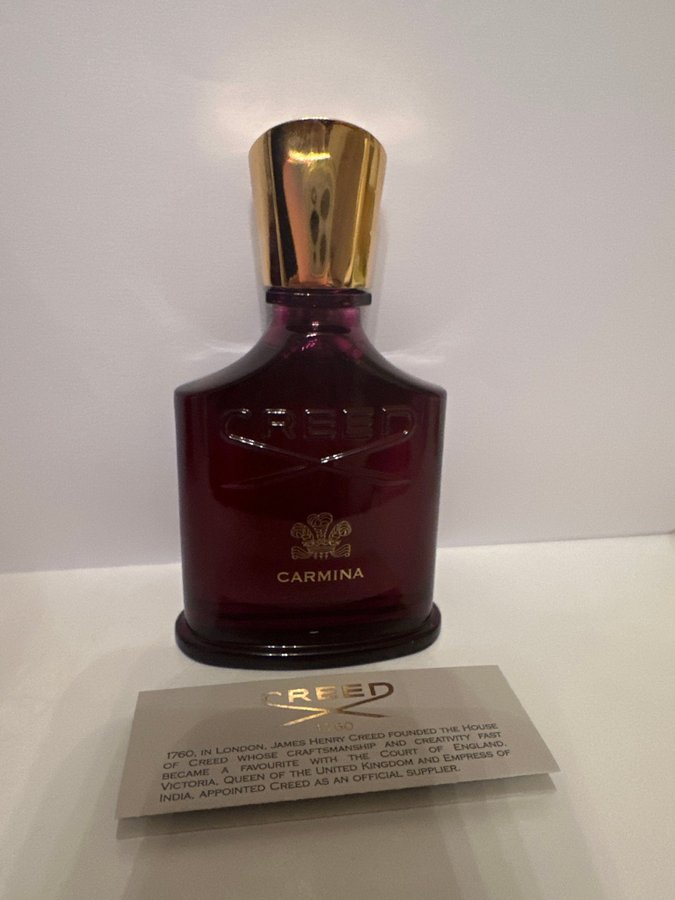 CREED
CARMINA
CREED
1760
1760, IN LONDON, JAMES HENRY CREED FOUNDED THE HOUSE
OF CREED WHOSE CRAFTSMANSHIP AND CREATIVITY FAST
BECAME A FAVOURITE WITH THE COURT OF ENGLAND.
VICTORIA, QUEEN OF THE UNITED KINGDOM AND EMPRESS OF
INDIA, APPOINTED CREED AS AN OFFICIAL SUPPLIER.